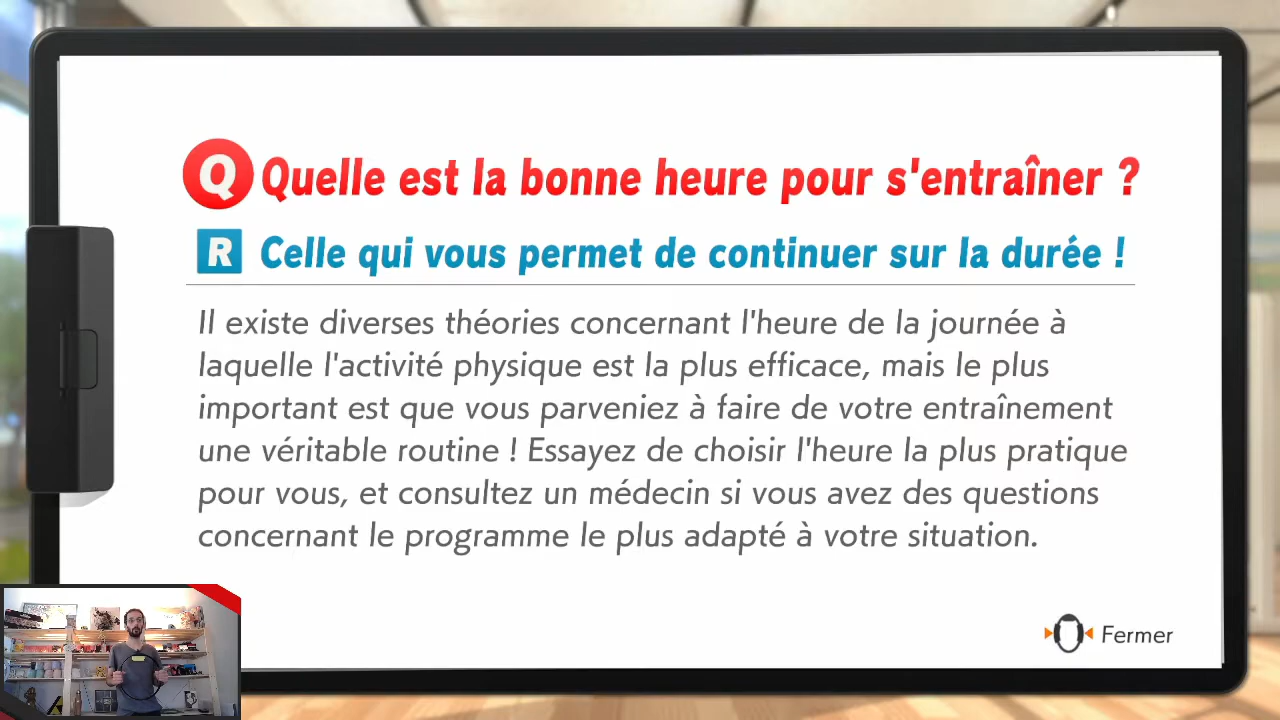 Q Quelle est la bonne heure pour s'entraîner ?
R Celle qui vous permet de continuer sur la durée !
Il existe diverses théories concernant l'heure de la journée à
laquelle l'activité physique est la plus efficace, mais le plus
important est que vous parveniez à faire de votre entraînement
une véritable routine ! Essayez de choisir l'heure la plus pratique
pour vous, et consultez un médecin si vous avez des questions
concernant le programme le plus adapté à votre situation.
Fermer